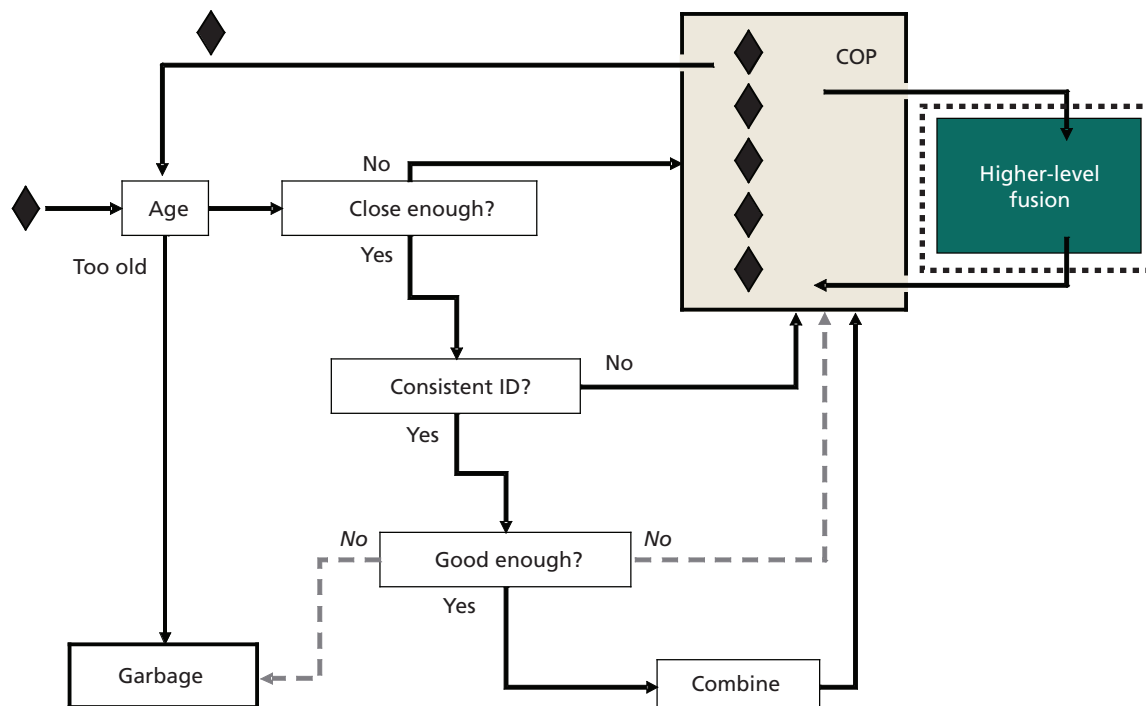 COP
No
Higher-level
fusion
Age
Close enough?
Too old
Yes
No
Consistent ID?
Yes
No
No
Good enough?
Yes
Garbage
Combine